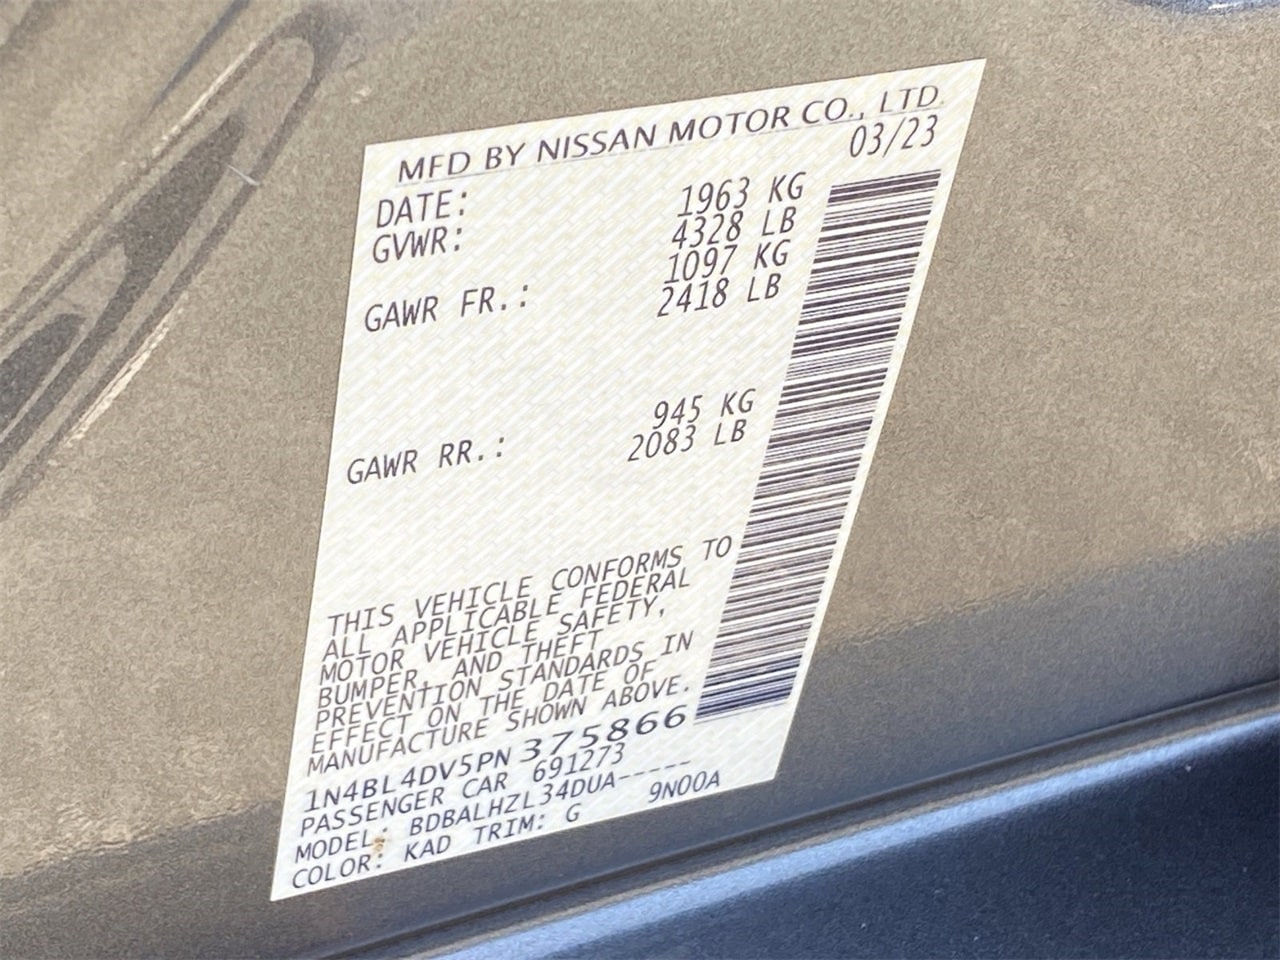 MFD BY NISSAN MOTOR CO., LTD.
DATE: 03/23
GVWR: 1963 KG
4328 LB
GAWR FR.: 1097 KG
2418 LB
GAWR RR.: 945 KG
2083 LB
THIS VEHICLE CONFORMS TO
ALL APPLICABLE FEDERAL
MOTOR VEHICLE SAFETY,
BUMPER, AND THEFT
PREVENTION STANDARDS IN
EFFECT ON THE DATE OF
MANUFACTURE SHOWN ABOVE.
1N4BL4DV5PN375866
PASSENGER CAR 691273
MODEL: BDBALHZL34DUA-----
COLOR: KAD TRIM: G 9N00A